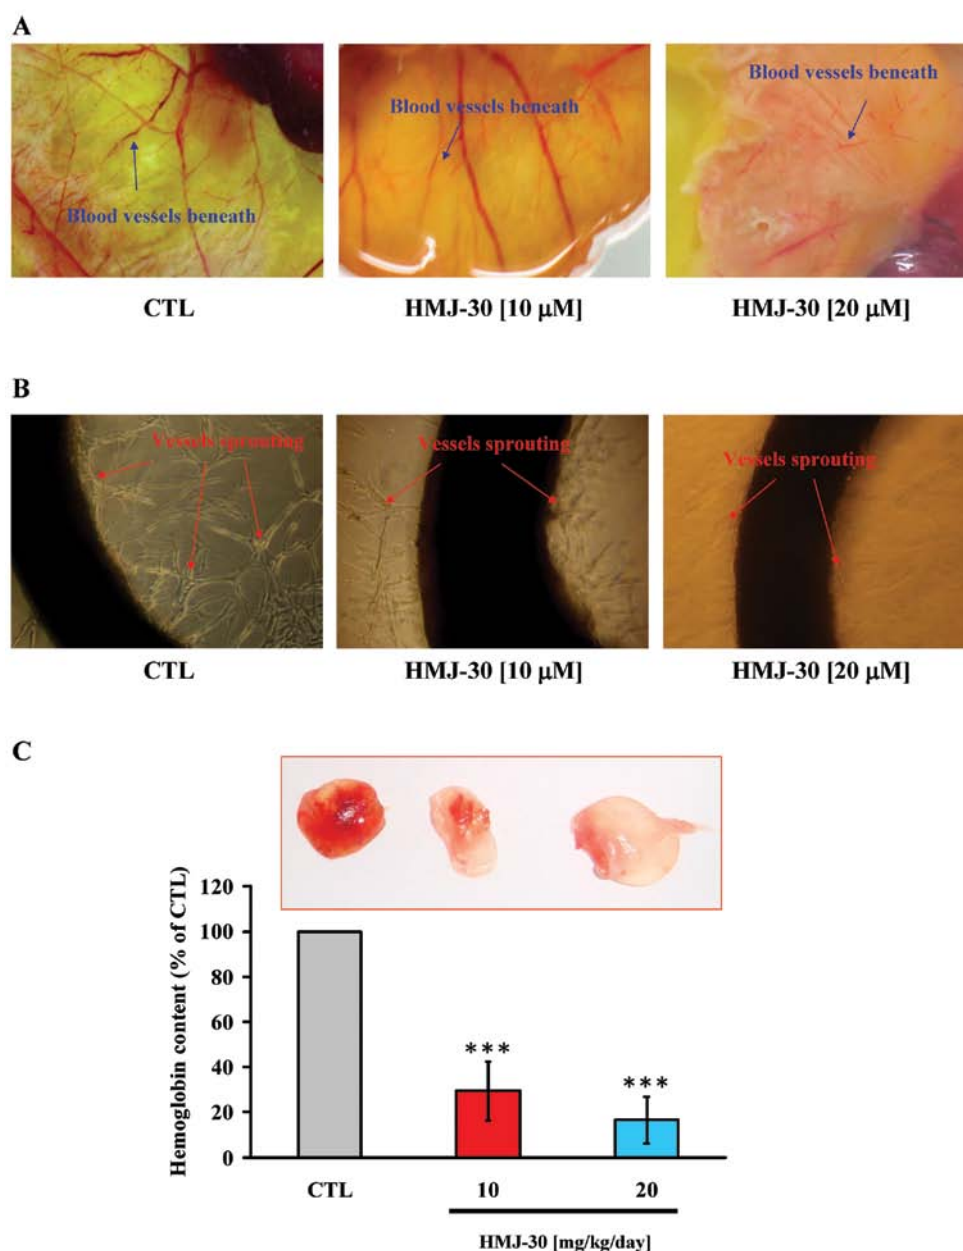 A
Blood vessels beneath
Blood vessels beneath
Blood vessels beneath
CTL
HMJ-30 [10 μM]
HMJ-30 [20 μM]
B
Vessels sprouting
Vessels sprouting
Vessels sprouting
CTL
HMJ-30 [10 μM]
HMJ-30 [20 μM]
C
Hemoglobin content (% of CTL)
120
100
80
60
40
20
0
***
***
CTL
10
20
HMJ-30 [mg/kg/day]